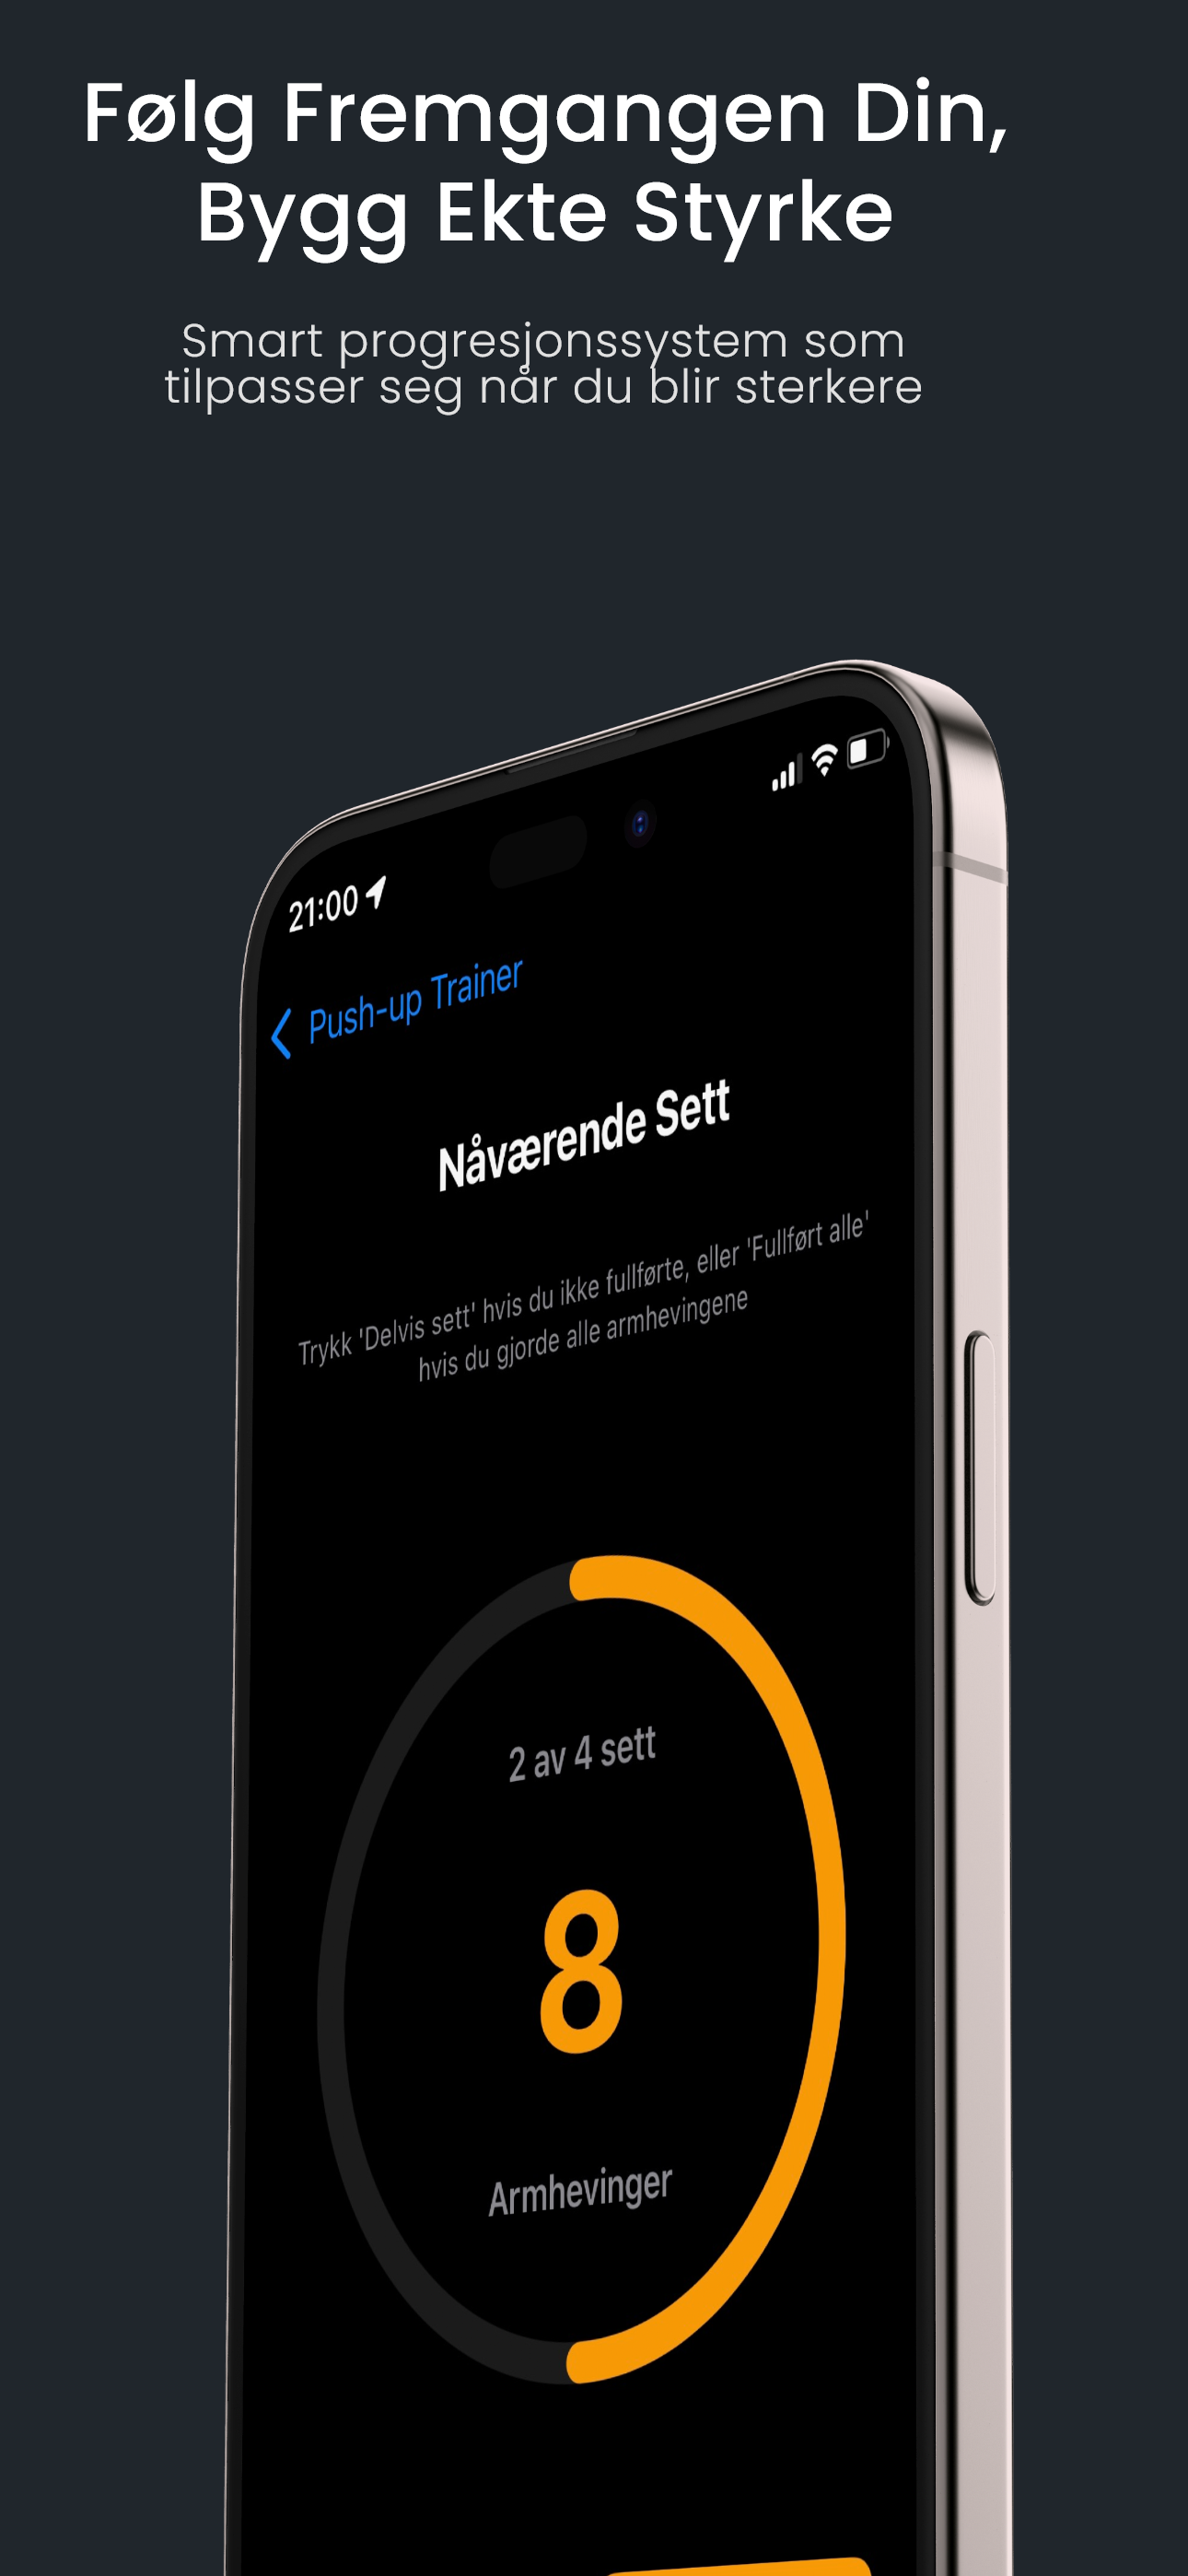 Følg Fremgangen Din,
Bygg Ekte Styrke
Smart progresjonssystem som
tilpasser seg når du blir sterkere
21:00
Push-up Trainer
Nåværende Sett
Trykk 'Delvis sett' hvis du ikke fullførte, eller 'Fullført alle'
hvis du gjorde alle armhevingene
2 av 4 sett
8
Armhevinger